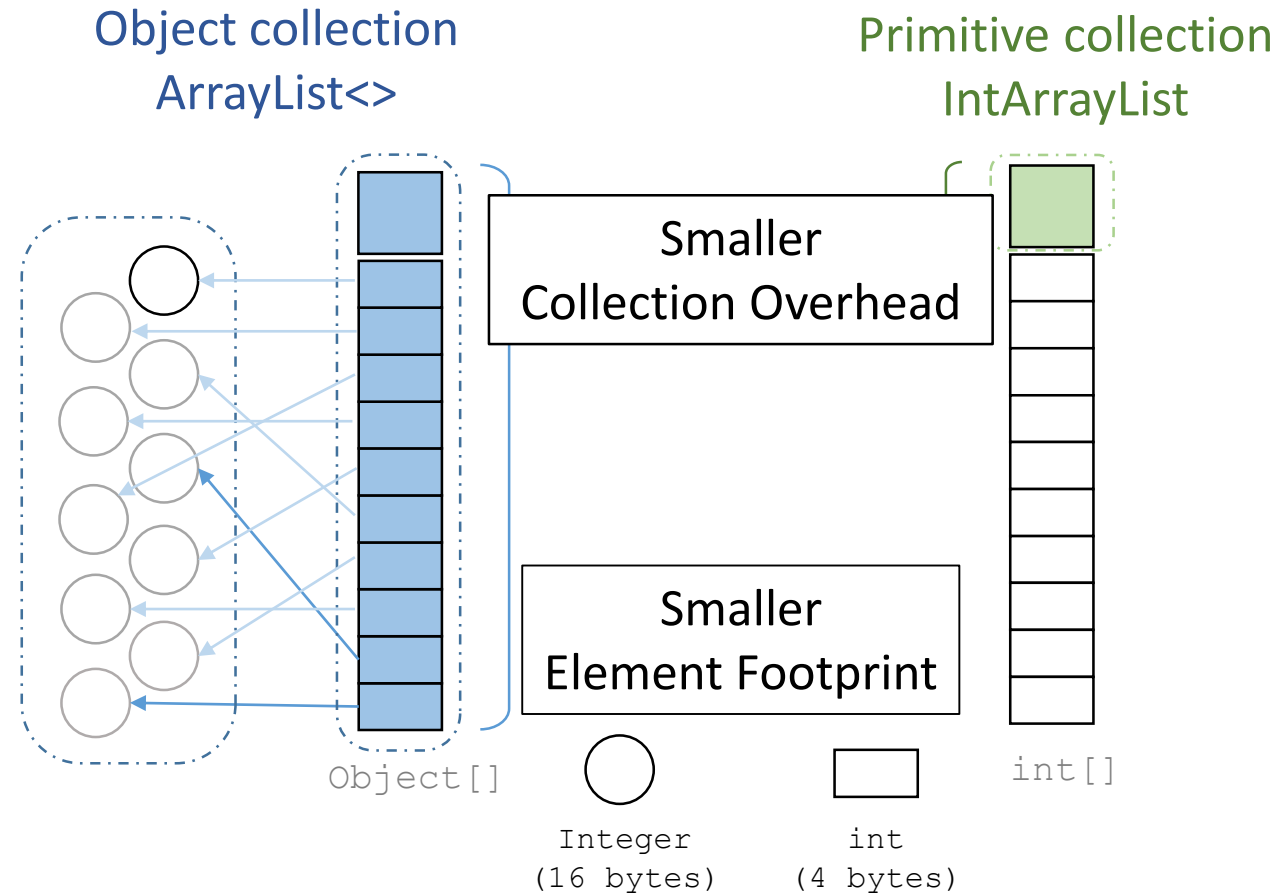 Object collection
ArrayList<>
Primitive collection
IntArrayList
Smaller
Collection Overhead
Smaller
Element Footprint
Object[]
int[]
Integer
(16 bytes)
int
(4 bytes)